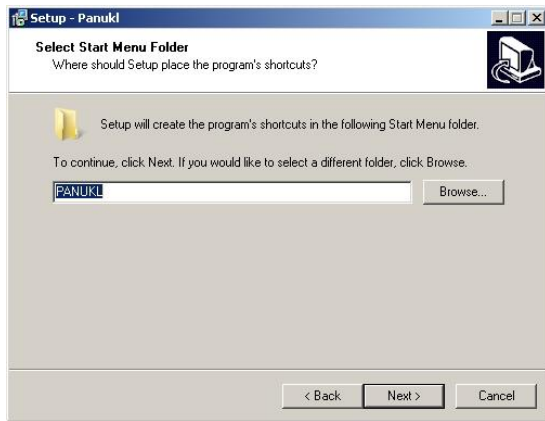 Setup - Panukl
Select Start Menu Folder
Where should Setup place the program's shortcuts?
Setup will create the program's shortcuts in the following Start Menu folder.
To continue, click Next. If you would like to select a different folder, click Browse.
PANUKL
Browse...
< Back
Next >
Cancel